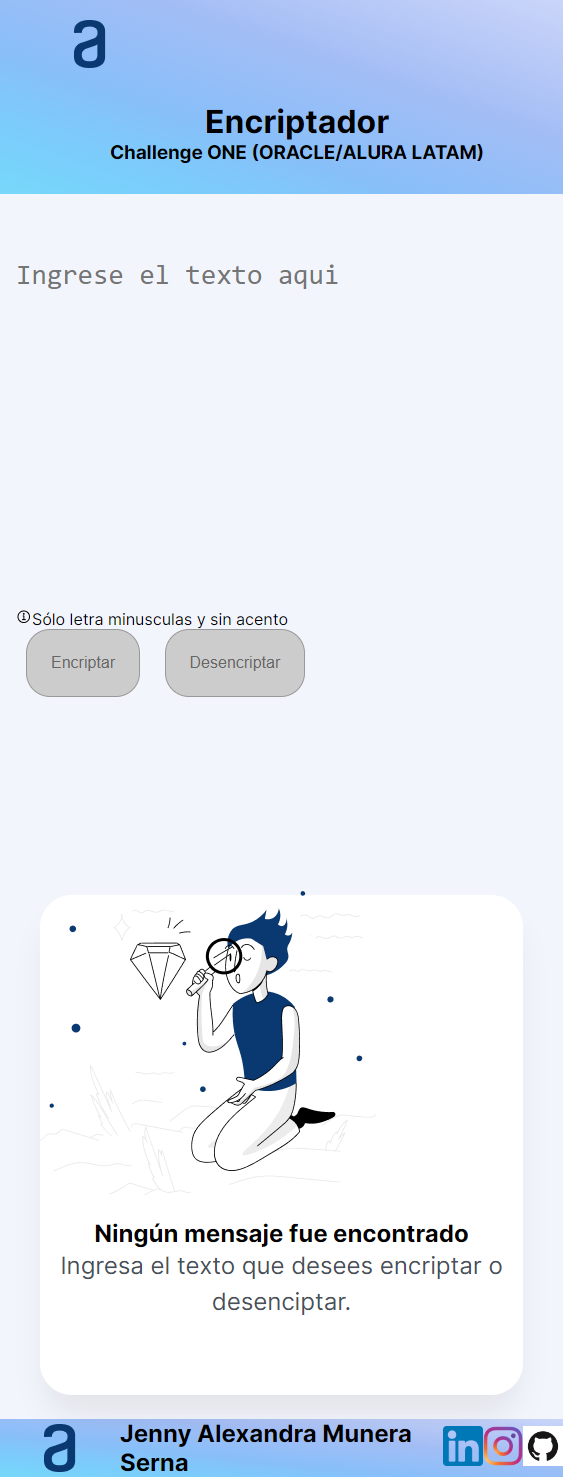 a
Encriptador
Challenge ONE (ORACLE/ALURA LATAM)
Ingrese el texto aqui
Sólo letra minusculas y sin acento
Encriptar Desencriptar
Ningún mensaje fue encontrado
Ingresa el texto que desees encriptar o
desenciptar.
a
Jenny Alexandra Munera
Serna
in